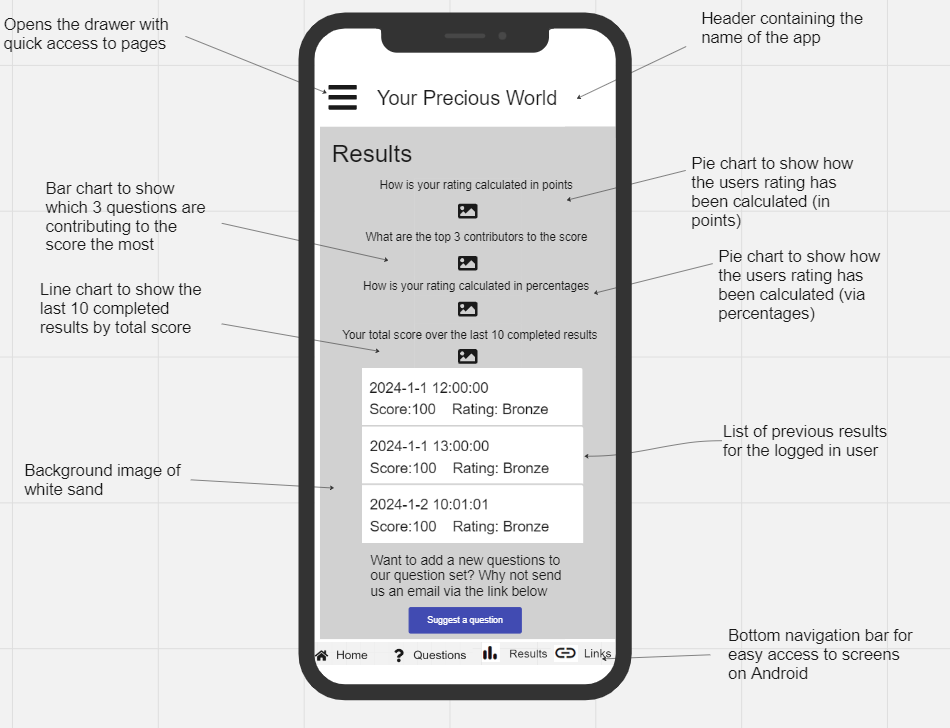 Opens the drawer with
quick access to pages
Header containing the
name of the app
Your Precious World
Results
How is your rating calculated in points
What are the top 3 contributors to the score
How is your rating calculated in percentages
Your total score over the last 10 completed results
Bar chart to show
which 3 questions are
contributing to the
score the most
Line chart to show the
last 10 completed
results by total score
Pie chart to show how
the users rating has
been calculated (in
points)
Pie chart to show how
the users rating has
been calculated (via
percentages)
2024-1-1 12:00:00
Score:100 Rating: Bronze
2024-1-1 13:00:00
Score:100 Rating: Bronze
2024-1-2 10:01:01
Score:100 Rating: Bronze
List of previous results
for the logged in user
Background image of
white sand
Want to add a new questions to
our question set? Why not send
us an email via the link below
Suggest a question
Home ? Questions Results Links
Bottom navigation bar for
easy access to screens
on Android